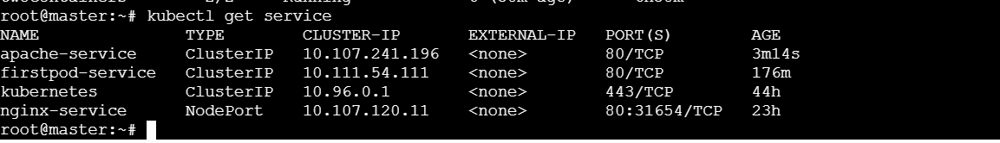 root@master:~# kubectl get service
NAME TYPE CLUSTER-IP EXTERNAL-IP PORT(S) AGE
apache-service ClusterIP 10.107.241.196 <none> 80/TCP 3m14s
firstpod-service ClusterIP 10.111.54.111 <none> 80/TCP 176m
kubernetes ClusterIP 10.96.0.1 <none> 443/TCP 44h
nginx-service NodePort 10.107.120.11 <none> 80:31654/TCP 23h
root@master:~#